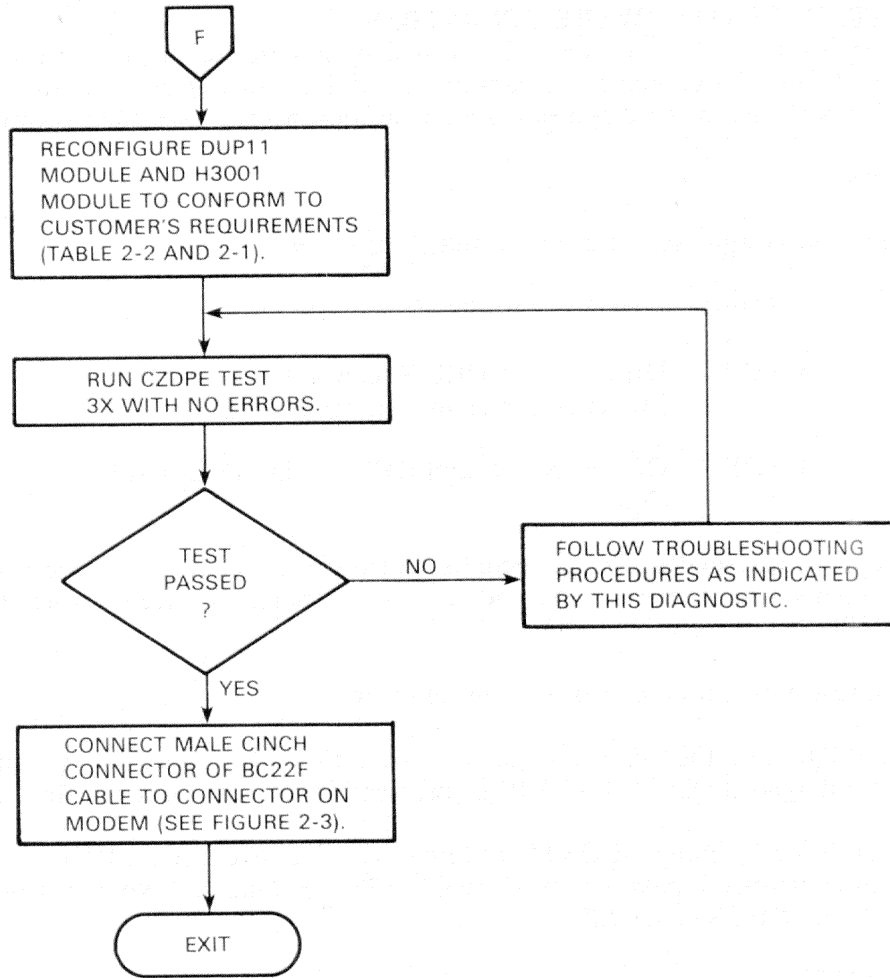 F
RECONFIGURE DUP11
MODULE AND H3001
MODULE TO CONFORM TO
CUSTOMER'S REQUIREMENTS
(TABLE 2-2 AND 2-1).
RUN CZDPE TEST
3X WITH NO ERRORS.
TEST
PASSED
?
NO
FOLLOW TROUBLESHOOTING
PROCEDURES AS INDICATED
BY THIS DIAGNOSTIC.
YES
CONNECT MALE CINCH
CONNECTOR OF BC22F
CABLE TO CONNECTOR ON
MODEM (SEE FIGURE 2-3).
EXIT